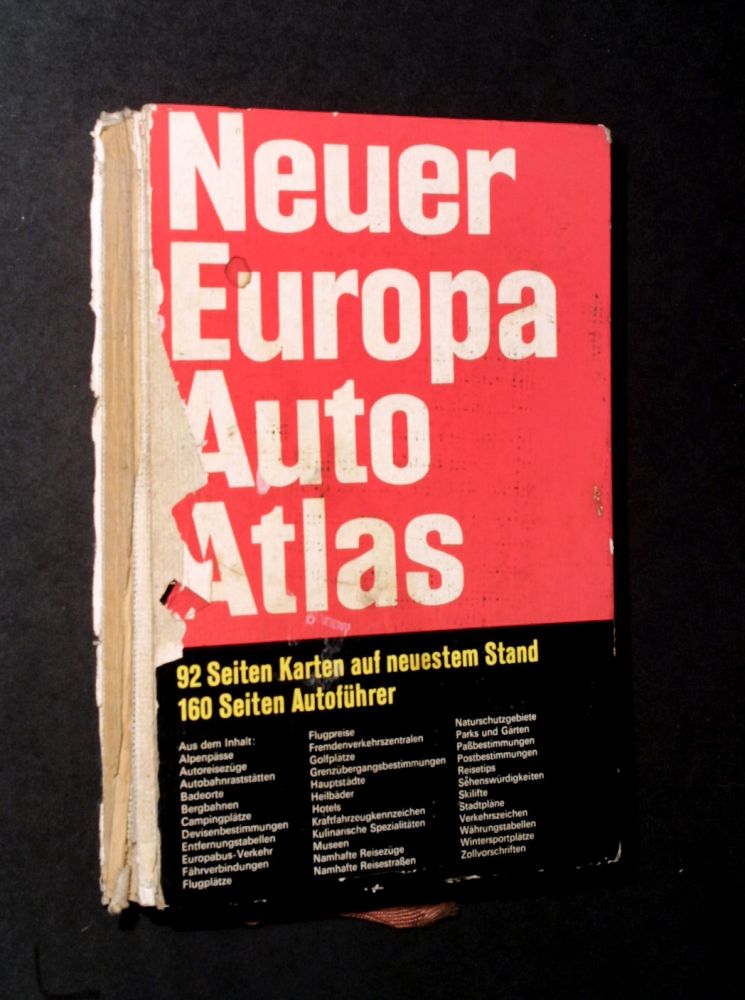 Neuer
Europa
Auto
Atlas
92 Seiten Karten auf neuestem Stand
160 Seiten Autoführer
Aus dem Inhalt:
Alpenpässe
Autoreisezüge
Autobahnraststätten
Badeorte
Bergbahnen
Campingplätze
Devisenbestimmungen
Entfernungstabellen
Europabus-Verkehr
Fährverbindungen
Flugplätze
Flugpreise
Fremdenverkehrszentralen
Golfplätze
Grenzübergangsbestimmungen
Hauptstädte
Heilbäder
Hotels
Kraftfahrzeugkennzeichen
Kulinarische Spezialitäten
Museen
Namhafte Reisezüge
Namhafte Reisestraßen
Naturschutzgebiete
Parks und Gärten
Paßbestimmungen
Postbestimmungen
Reisetips
Sehenswürdigkeiten
Skilifte
Stadtpläne
Verkehrszeichen
Währungstabellen
Wintersportplätze
Zollvorschriften